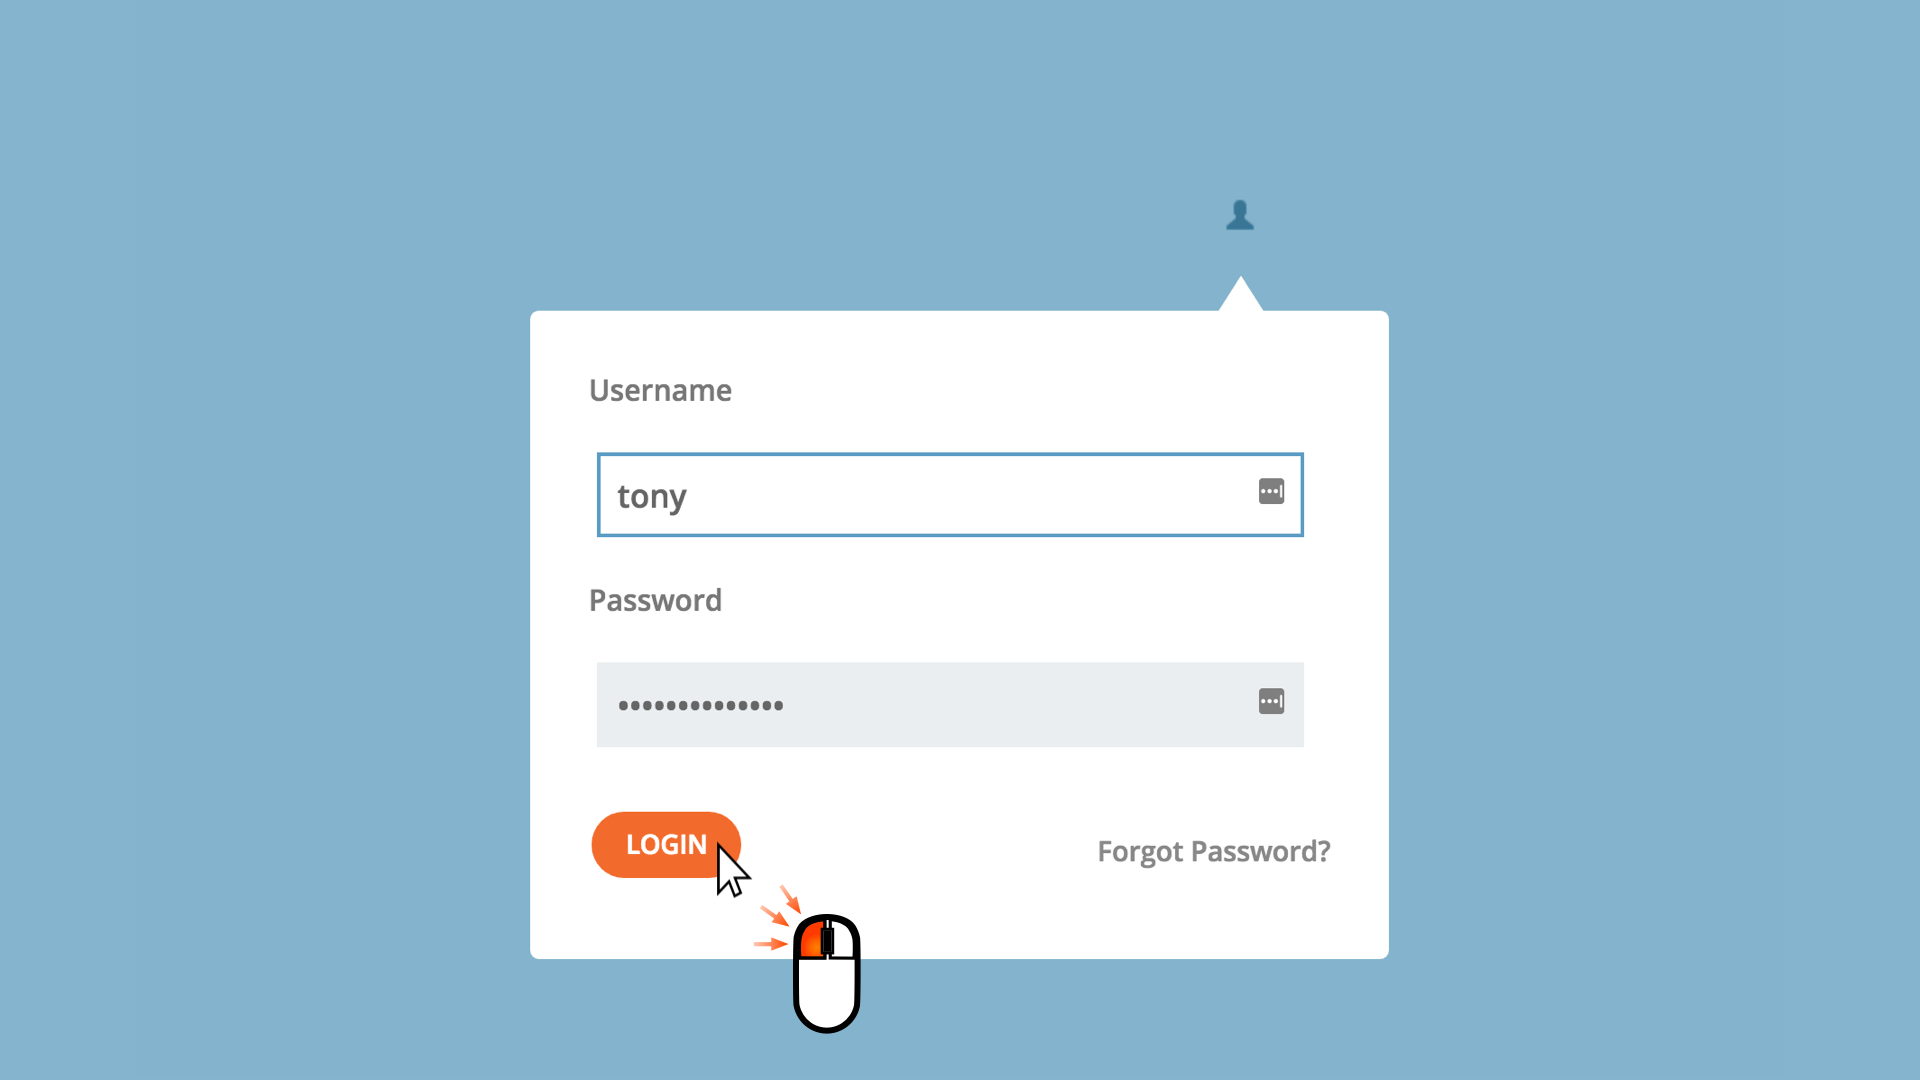 Username
tony
Password
••••••••••••••
LOGIN
Forgot Password?